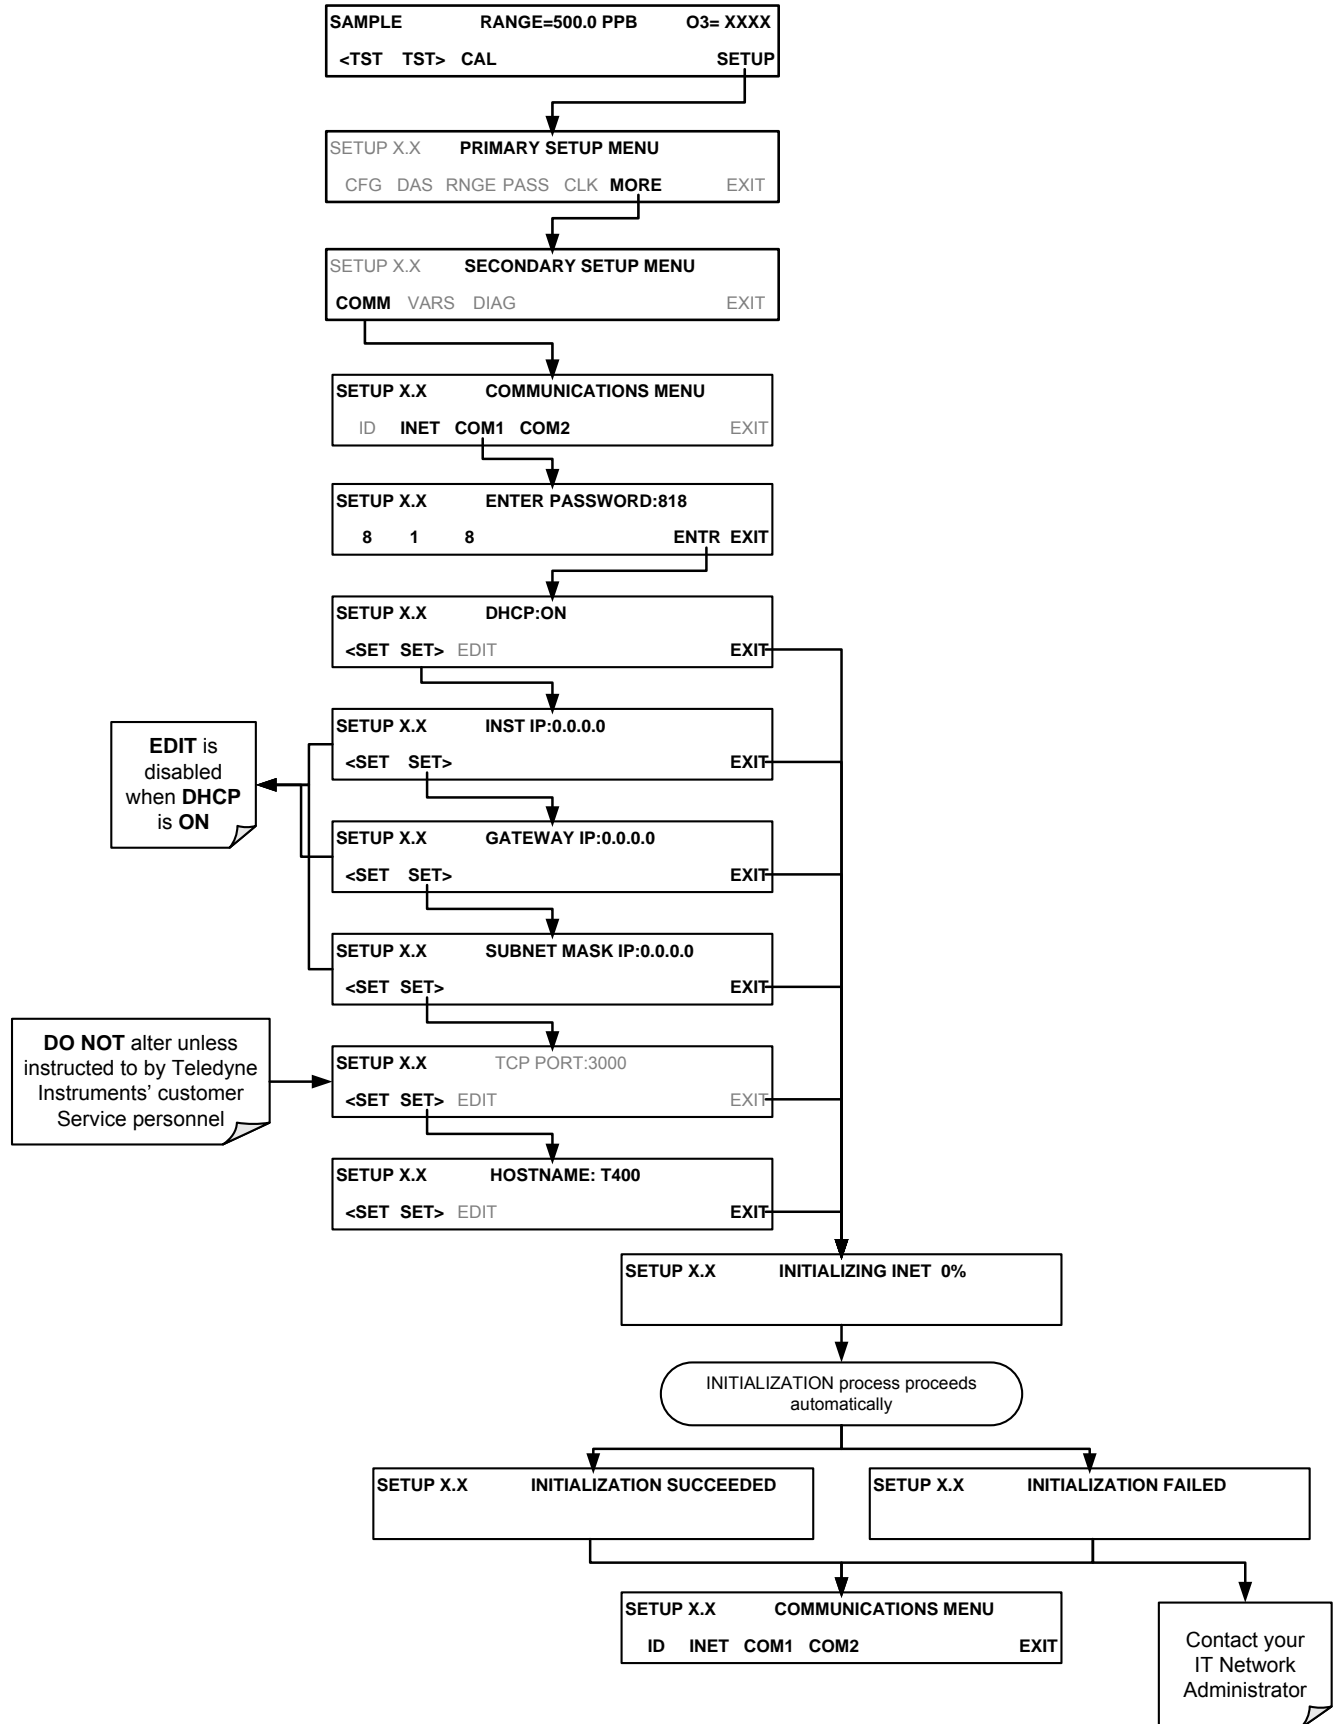 SAMPLE RANGE=500.0 PPB O3= XXXX
<TST TST> CAL SETUP
SETUP X.X PRIMARY SETUP MENU
CFG DAS RNGE PASS CLK MORE EXIT
SETUP X.X SECONDARY SETUP MENU
COMM VARS DIAG EXIT
SETUP X.X COMMUNICATIONS MENU
ID INET COM1 COM2 EXIT
SETUP X.X ENTER PASSWORD:818
8 1 8 ENTR EXIT
SETUP X.X DHCP:ON
<SET SET> EDIT EXIT
SETUP X.X INST IP:0.0.0.0
<SET SET> EXIT
EDIT is
disabled
when DHCP
is ON
SETUP X.X GATEWAY IP:0.0.0.0
<SET SET> EXIT
SETUP X.X SUBNET MASK IP:0.0.0.0
<SET SET> EXIT
DO NOT alter unless
instructed to by Teledyne
Instruments’ customer
Service personnel
SETUP X.X TCP PORT:3000
<SET SET> EDIT EXIT
SETUP X.X HOSTNAME: T400
<SET SET> EDIT EXIT
SETUP X.X INITIALIZING INET 0%
INITIALIZATION process proceeds
automatically
SETUP X.X INITIALIZATION SUCCEEDED
SETUP X.X INITIALIZATION FAILED
SETUP X.X COMMUNICATIONS MENU
ID INET COM1 COM2 EXIT
Contact your
IT Network
Administrator